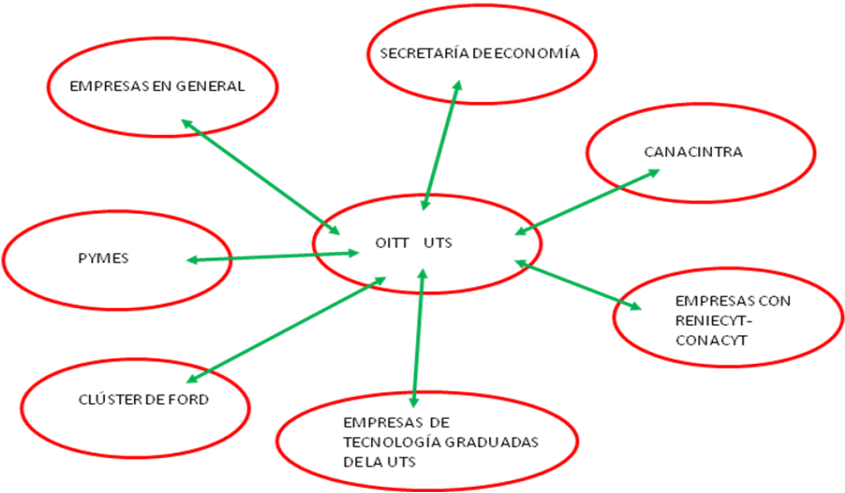 SECRETARÍA DE ECONOMÍA
EMPRESAS EN GENERAL
CANACINTRA
OITT UTS
PYMES
EMPRESAS CON
RENIECYT-
CONACYT
CLÚSTER DE FORD
EMPRESAS DE
TECNOLOGÍA GRADUADAS
DE LA UTS